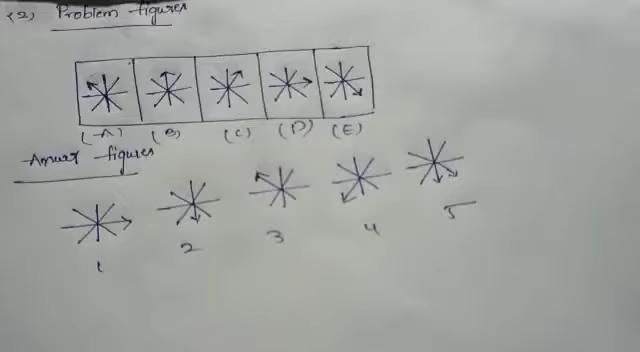 (2) Problem figures
(A) (B) (C) (D) (E)
Answer figures
1 2 3 4 5